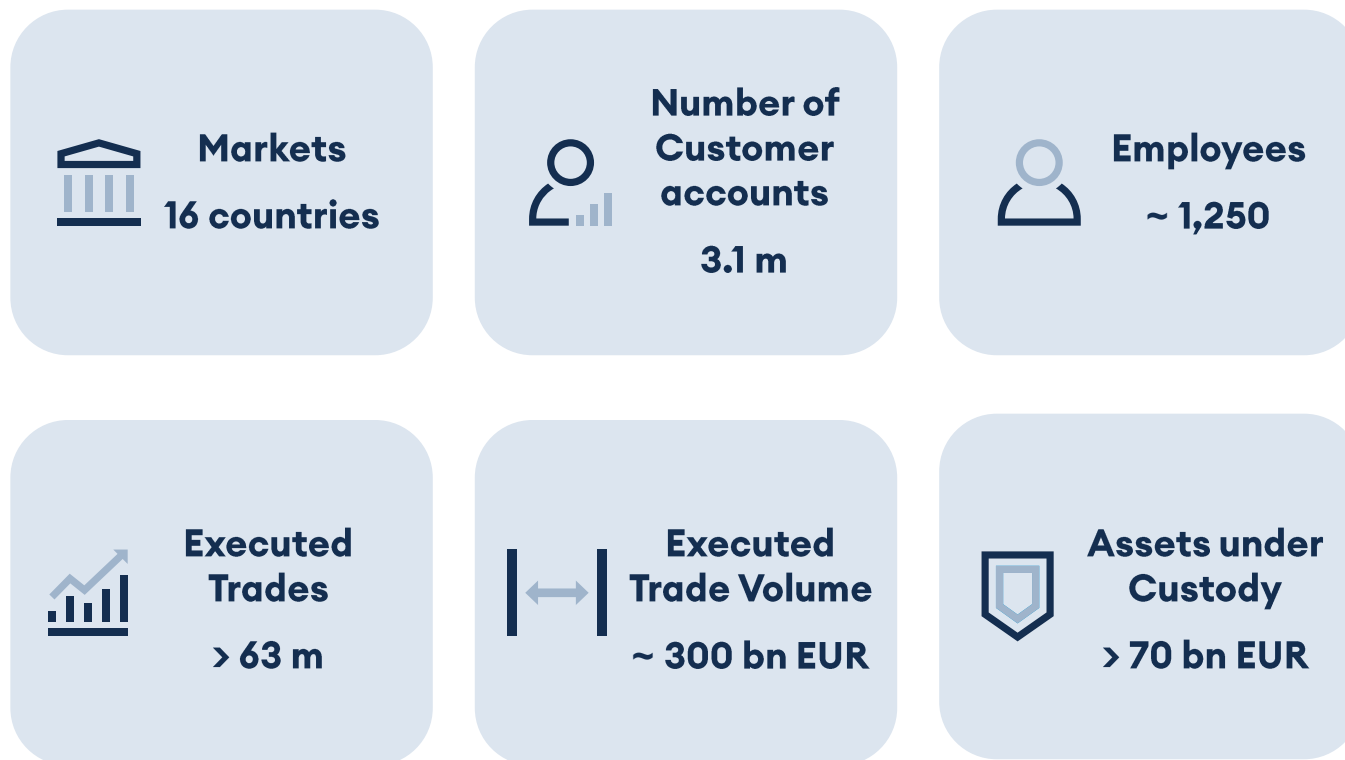 Markets
16 countries
Number of
Customer
accounts
3.1 m
Employees
~ 1,250
Executed
Trades
> 63 m
Executed
Trade Volume
~ 300 bn EUR
Assets under
Custody
> 70 bn EUR